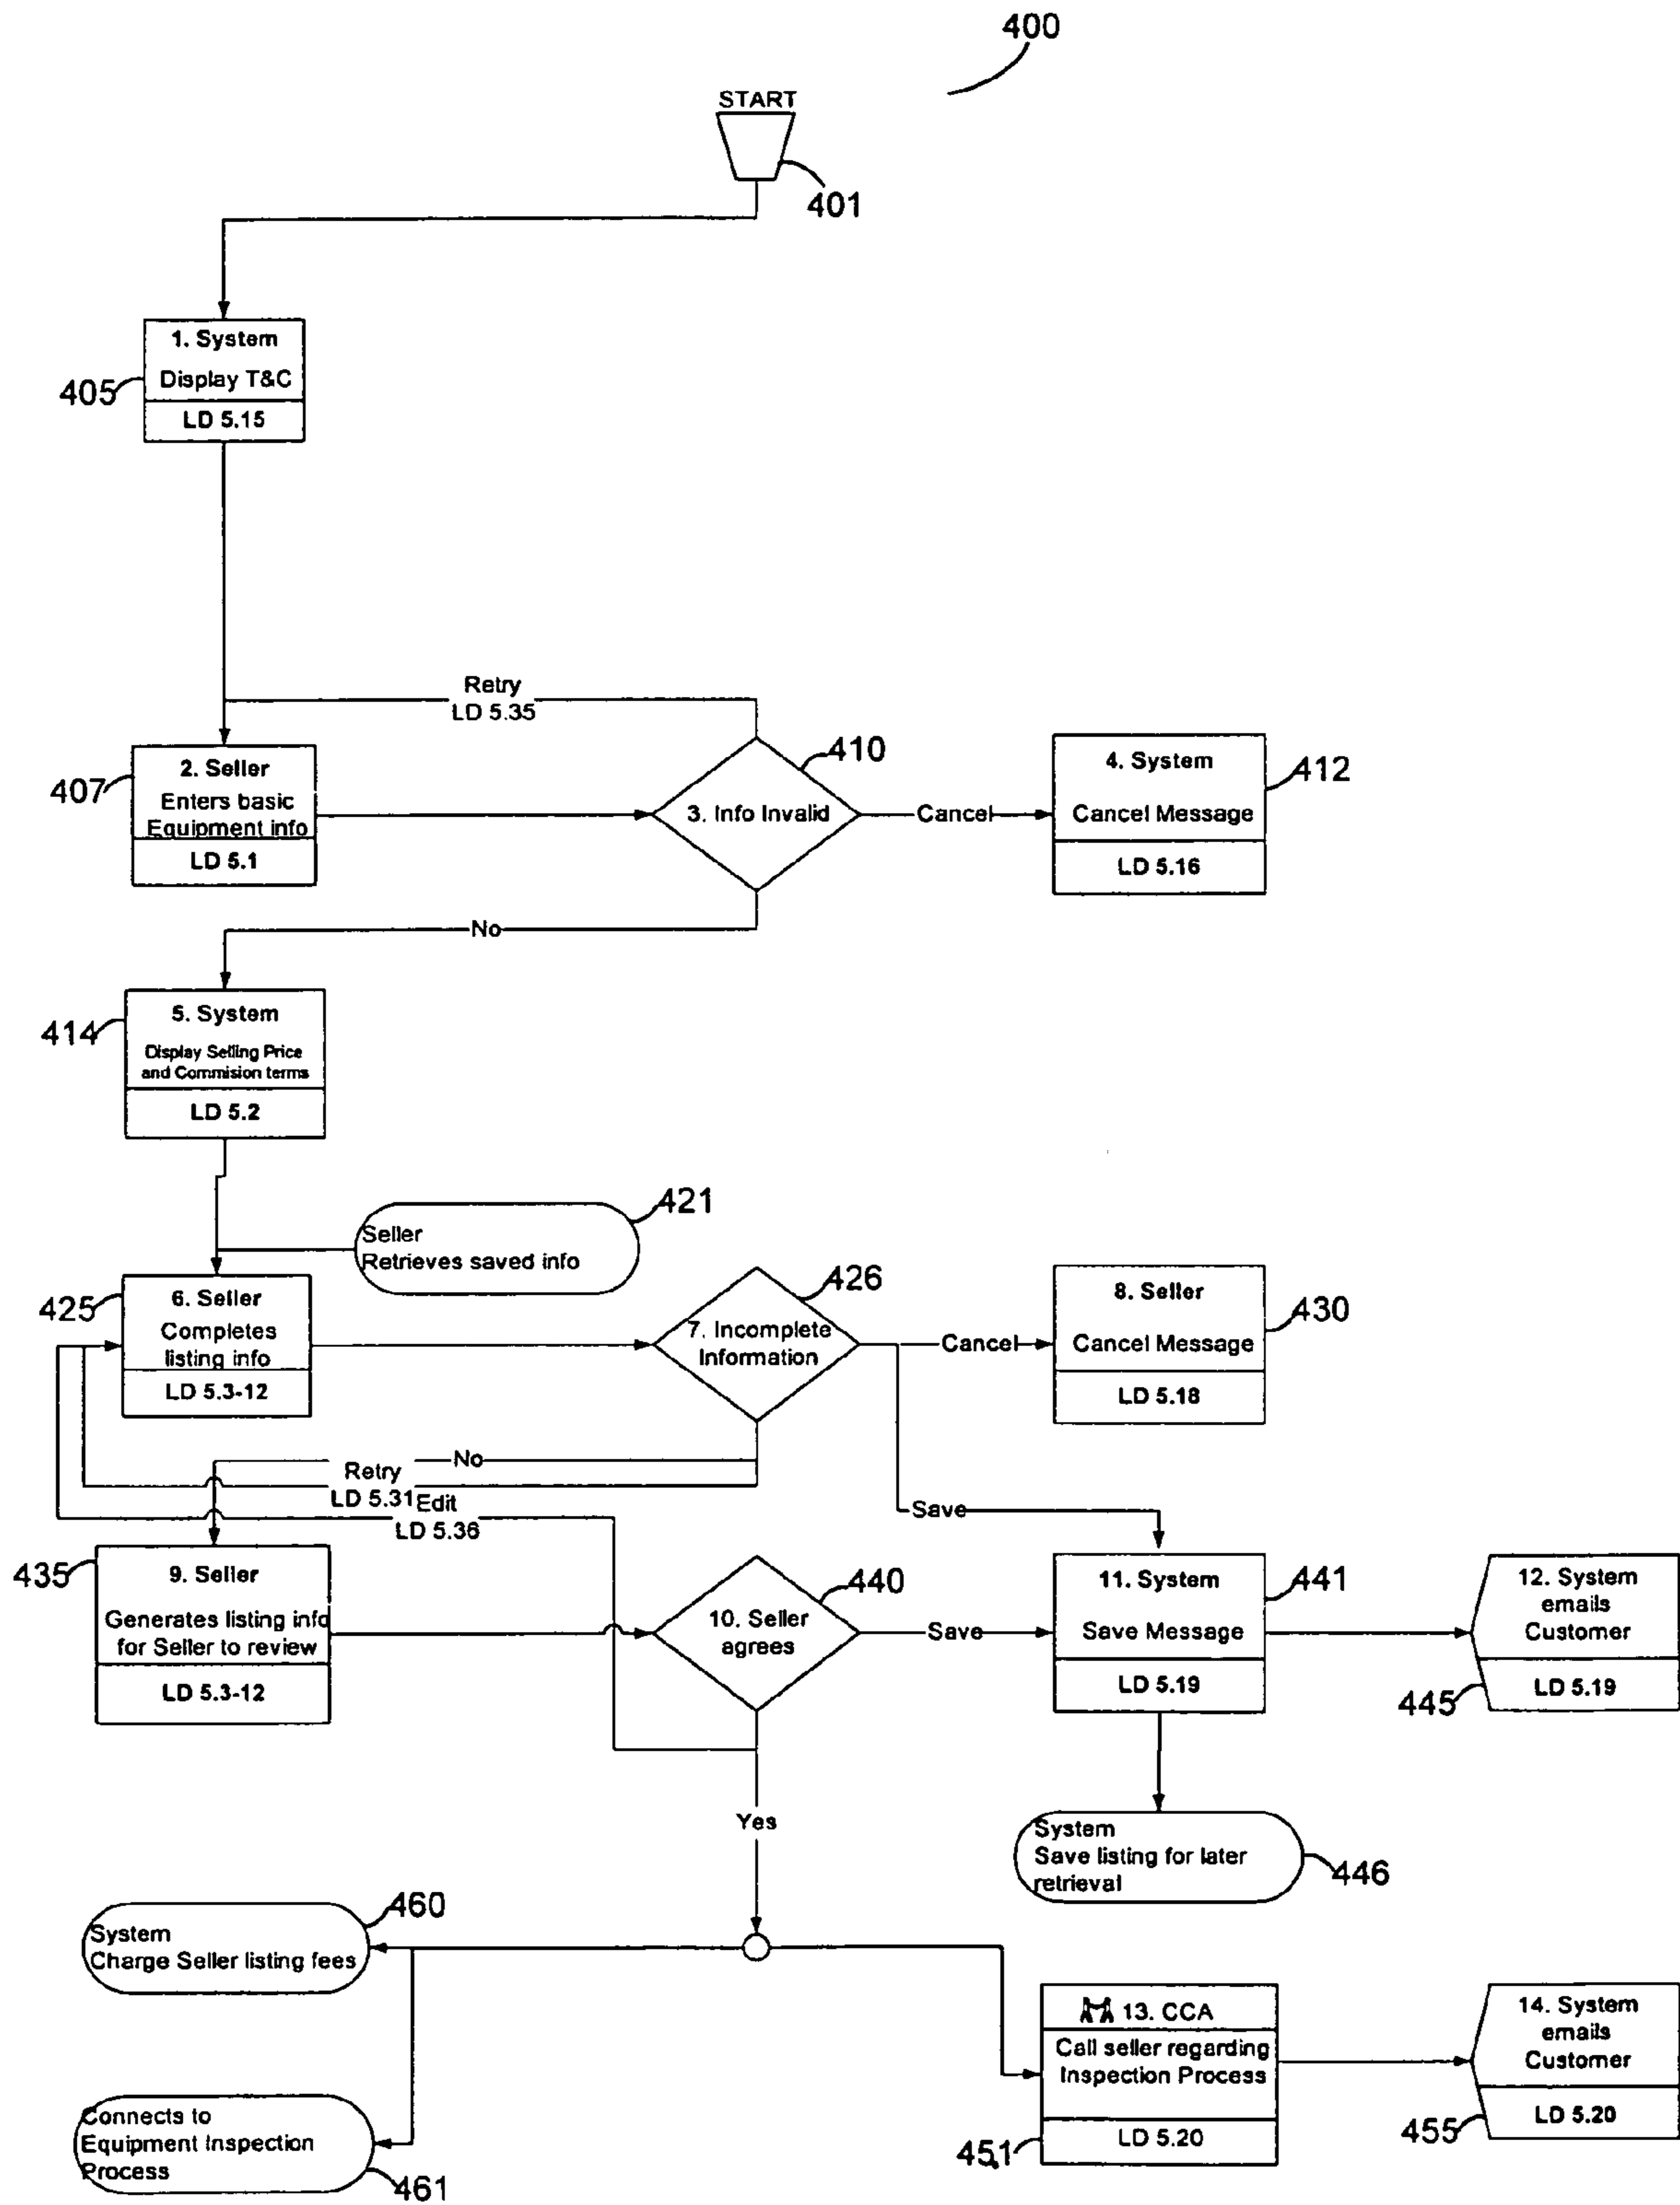 400
START
401
1. System
Display T&C
405
LD 5.15
Retry
LD 5.35
410
2. Seller
407
Enters basic
Equipment info
LD 5.1
3. Info Invalid
Cancel
4. System
412
Cancel Message
LD 5.16
No
5. System
414
Display Selling Price
and Commision terms
LD 5.2
421
Seller
Retrieves saved info
426
425
6. Seller
Completes
listing info
LD 5.3-12
7. Incomplete
Information
Cancel
8. Seller
430
Cancel Message
LD 5.18
No
Retry
LD 5.31
Edit
LD 5.36
Save
435
9. Seller
Generates listing info
for Seller to review
LD 5.3-12
440
10. Seller
agrees
Save
11. System
441
Save Message
LD 5.19
12. System
emails
Customer
LD 5.19
445
Yes
System
Save listing for later
retrieval
446
460
System
Charge Seller listing fees
13. CCA
Call seller regarding
Inspection Process
LD 5.20
451
14. System
emails
Customer
LD 5.20
455
Connects to
Equipment Inspection
Process
461